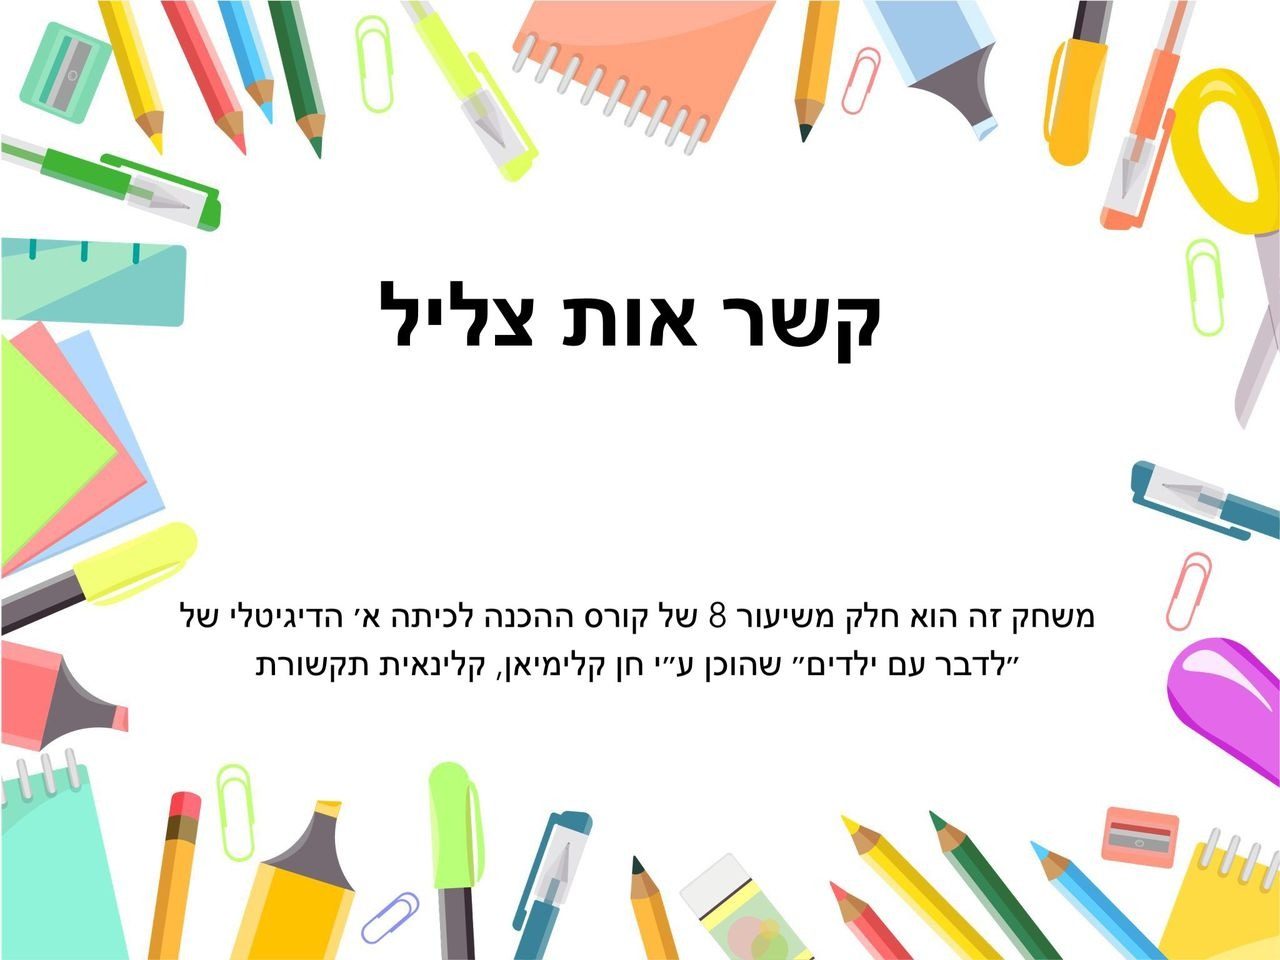 קשר אות צליל
משחק זה הוא חלק משיעור 8 של קורס ההכנה לכיתה א׳ הדיגיטלי של
״לדבר עם ילדים״ שהוכן ע״י חן קלימיאן, קלינאית תקשורת